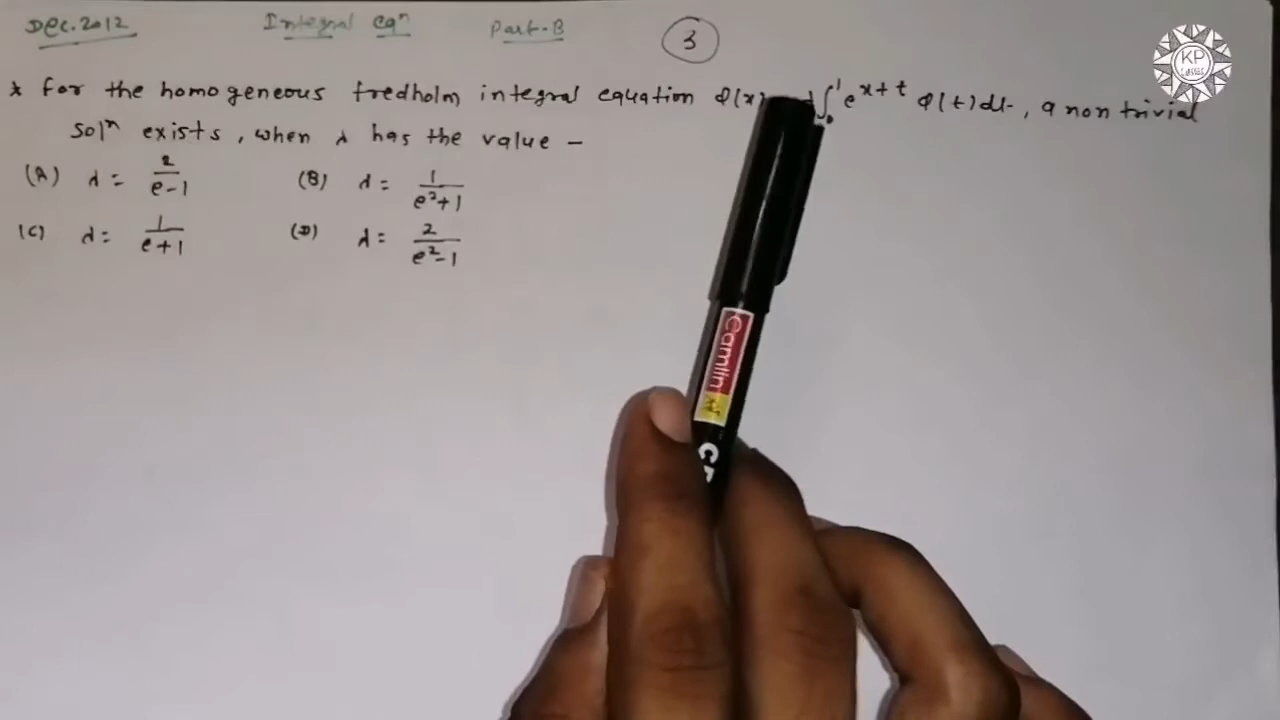 Dec. 2012 Integral eqⁿ Part-B 3
* For the homogeneous fredholm integral equation Φ(x) ∫₀¹ e^{x+t} Φ(t)dt, a non trivial
solⁿ exists, when λ has the value –
(A) λ = 2/(e-1) (B) λ = 1/(e²+1)
(C) λ = 1/(e+1) (D) λ = 2/(e²-1)
KP
CLASSES
Camlin